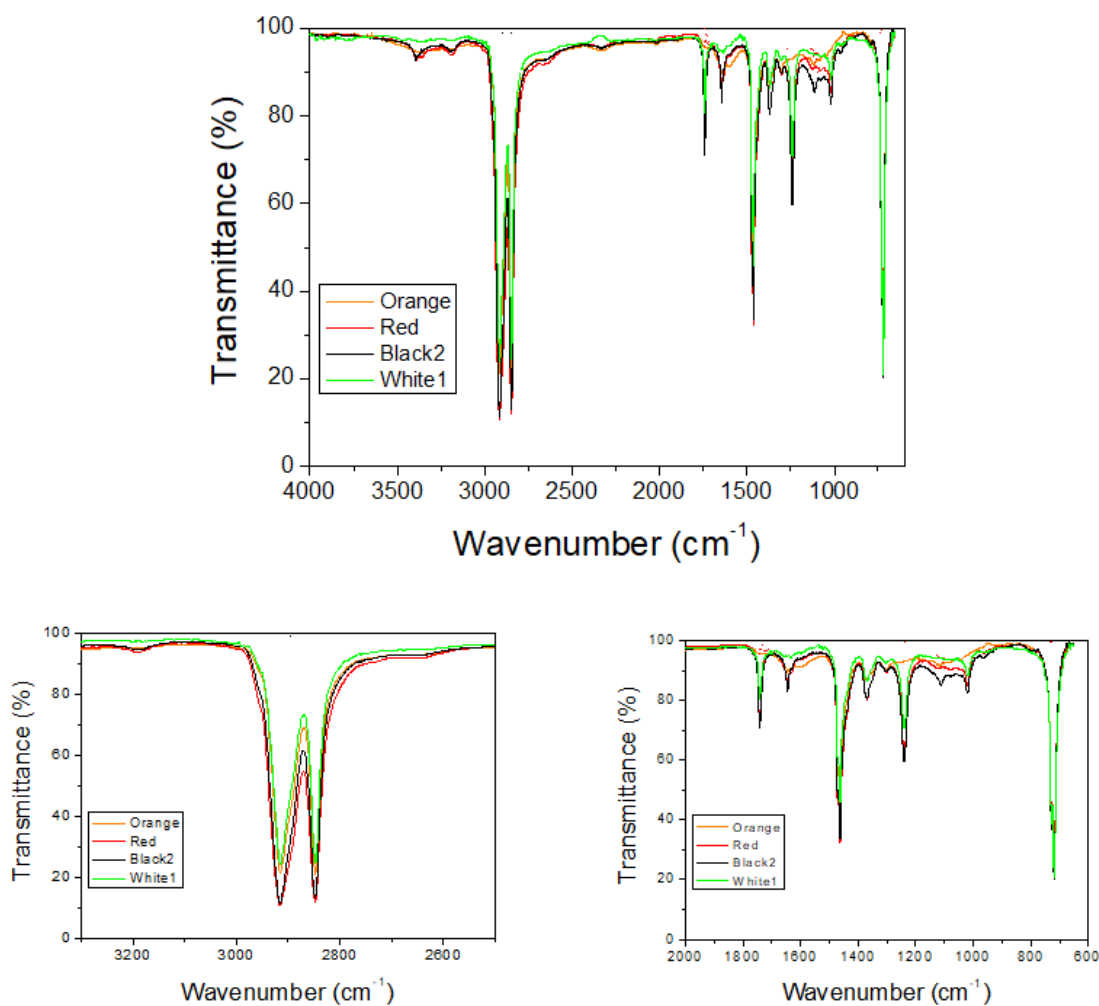 100
80
60
40
20
0
Transmittance (%)
Orange
Red
Black2
White1
4000 3500 3000 2500 2000 1500 1000
Wavenumber (cm⁻¹)
100
80
60
40
20
0
Transmittance (%)
Orange
Red
Black2
White1
3200 3000 2800 2600
Wavenumber (cm⁻¹)
100
80
60
40
20
0
Transmittance (%)
Orange
Red
Black2
White1
2000 1800 1600 1400 1200 1000 800 600
Wavenumber (cm⁻¹)